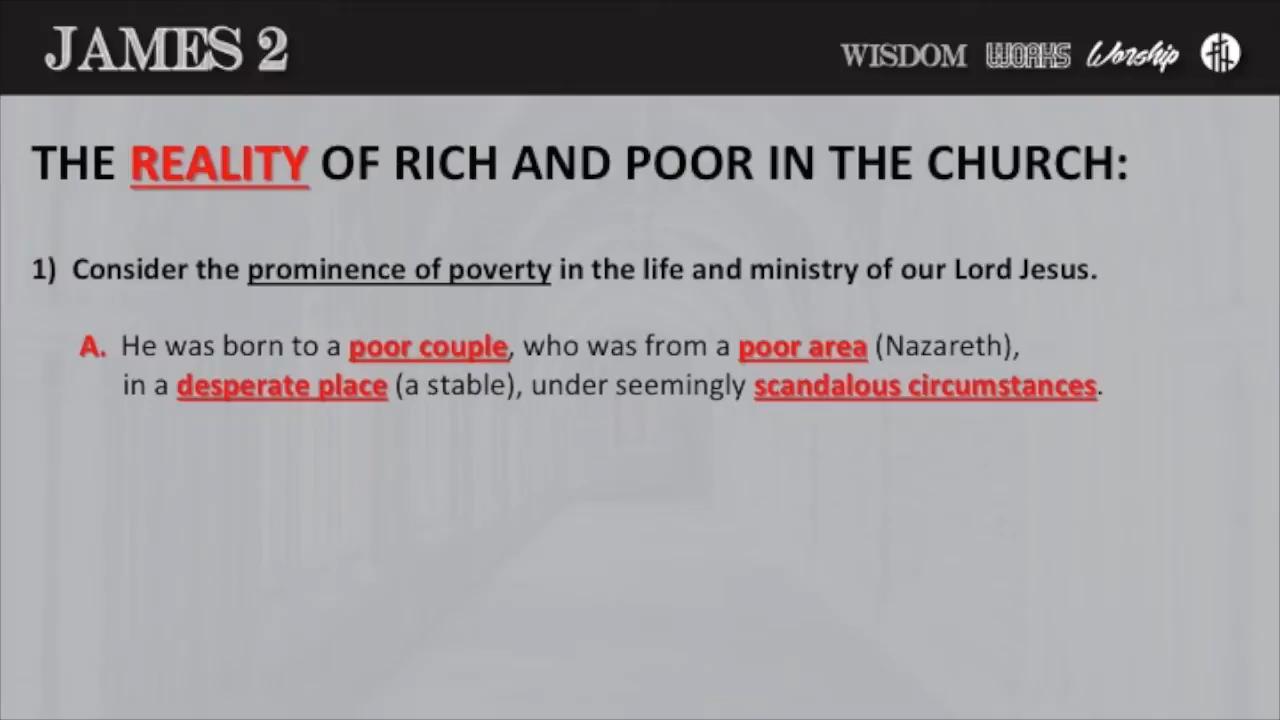 JAMES 2
WISDOM WORKS Worship
THE REALITY OF RICH AND POOR IN THE CHURCH:
1) Consider the prominence of poverty in the life and ministry of our Lord Jesus.
A. He was born to a poor couple, who was from a poor area (Nazareth),
in a desperate place (a stable), under seemingly scandalous circumstances.